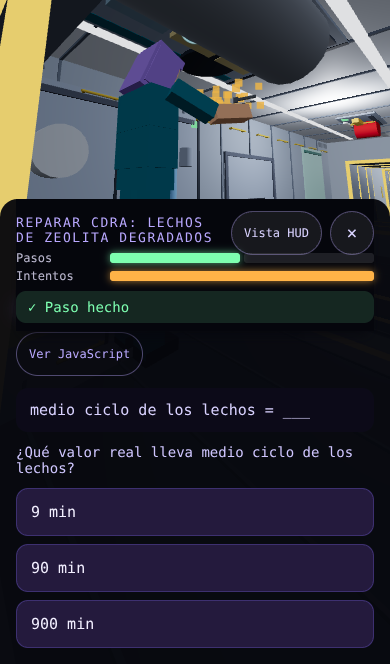 REPARAR CDRA: LECHOS
DE ZEOLITA DEGRADADOS
Vista HUD
✕
Pasos
Intentos
✓ Paso hecho
Ver JavaScript
medio ciclo de los lechos = ___
¿Qué valor real lleva medio ciclo de los
lechos?
9 min
90 min
900 min